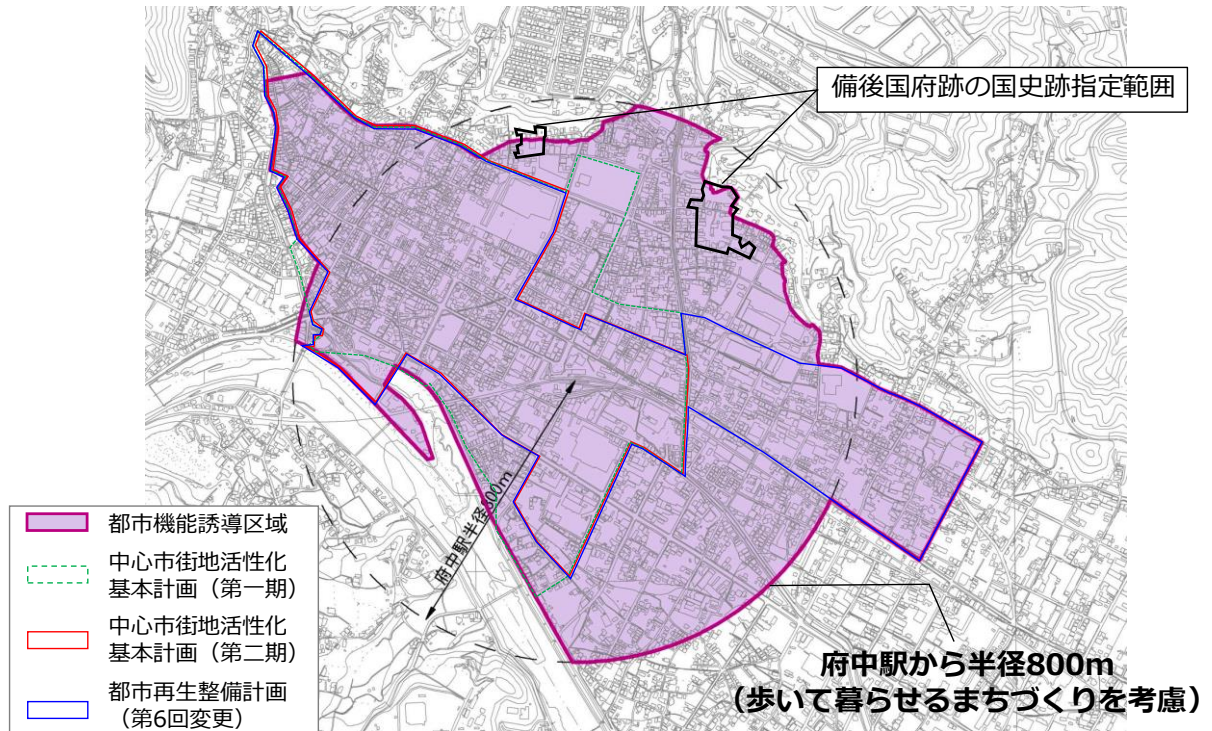 備後国府跡の国史跡指定範囲
府中駅半径800m
都市機能誘導区域
中心市街地活性化
基本計画（第一期）
中心市街地活性化
基本計画（第二期）
都市再生整備計画
（第6回変更）
府中駅から半径800m
（歩いて暮らせるまちづくりを考慮）